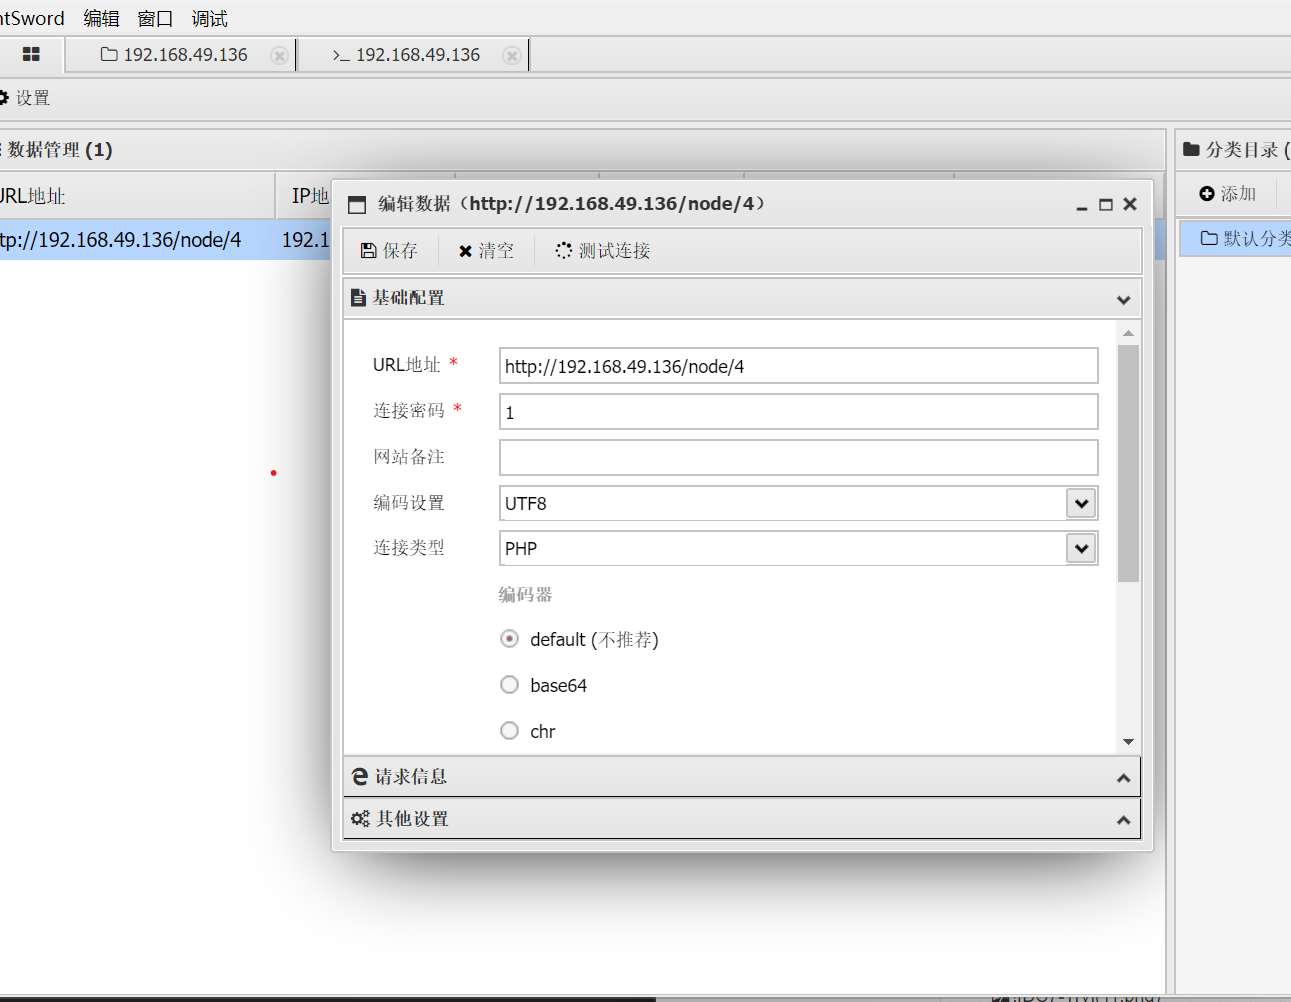 ntSword 编辑 窗口 调试
192.168.49.136 >_ 192.168.49.136
设置
数据管理 (1) 分类目录 (
URL地址 IP地
添加
tp://192.168.49.136/node/4 192.1
默认分类
编辑数据（http://192.168.49.136/node/4）
保存 清空 测试连接
基础配置
URL地址 * http://192.168.49.136/node/4
连接密码 * 1
网站备注
编码设置 UTF8
连接类型 PHP
编码器
default (不推荐)
base64
chr
请求信息
其他设置